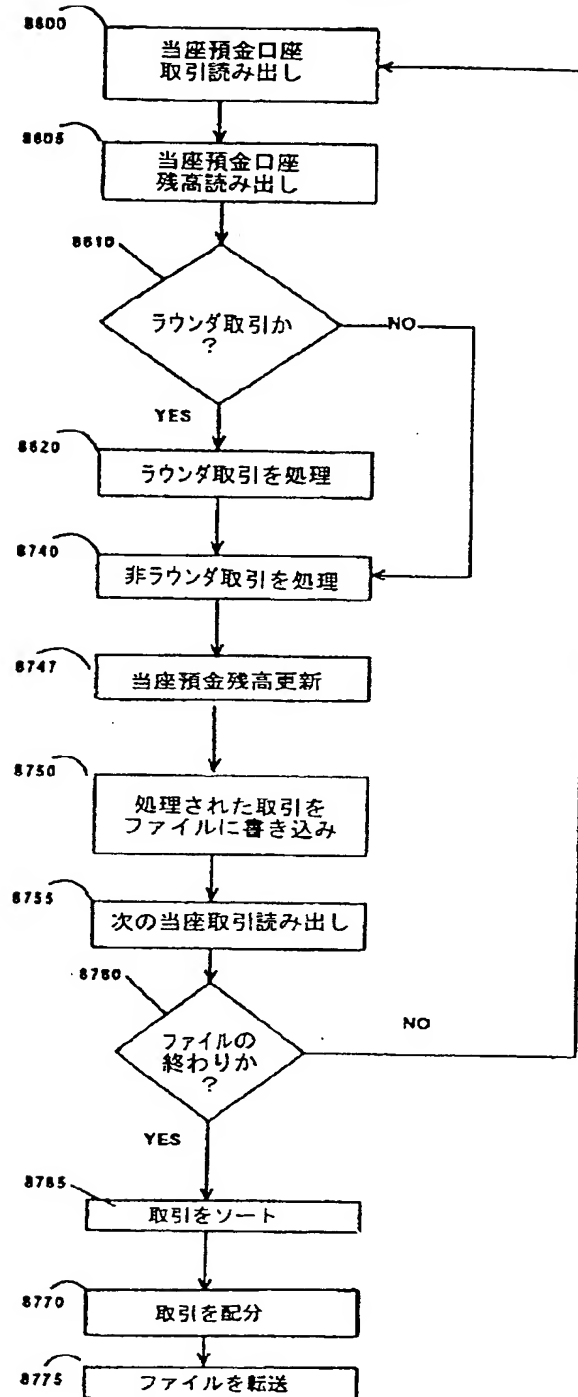 8600
当座預金口座
取引読み出し
8605
当座預金口座
残高読み出し
8610
ラウンダ取引か
?
NO
YES
8620
ラウンダ取引を処理
8740
非ラウンダ取引を処理
8747
当座預金残高更新
8750
処理された取引を
ファイルに書き込み
8755
次の当座取引読み出し
8760
ファイルの
終わりか
?
NO
YES
8765
取引をソート
8770
取引を配分
8775
ファイルを転送